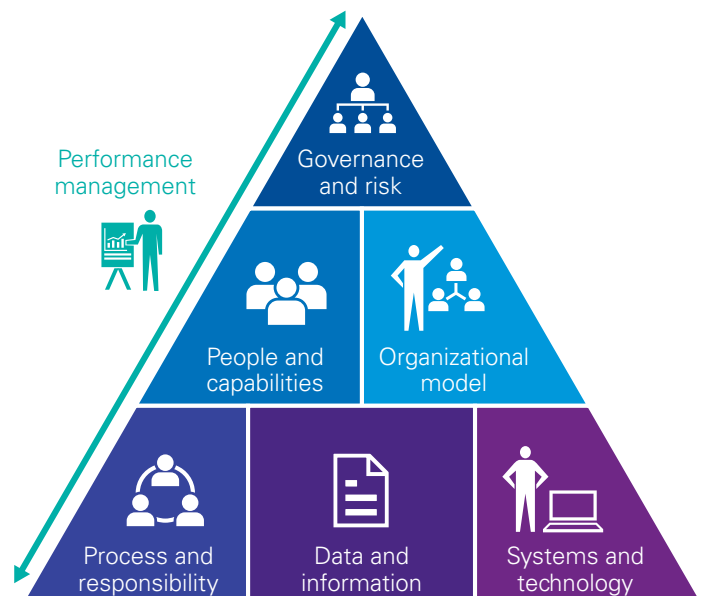 Performance
management
Governance
and risk
People and
capabilities
Organizational
model
Process and
responsibility
Data and
information
Systems and
technology